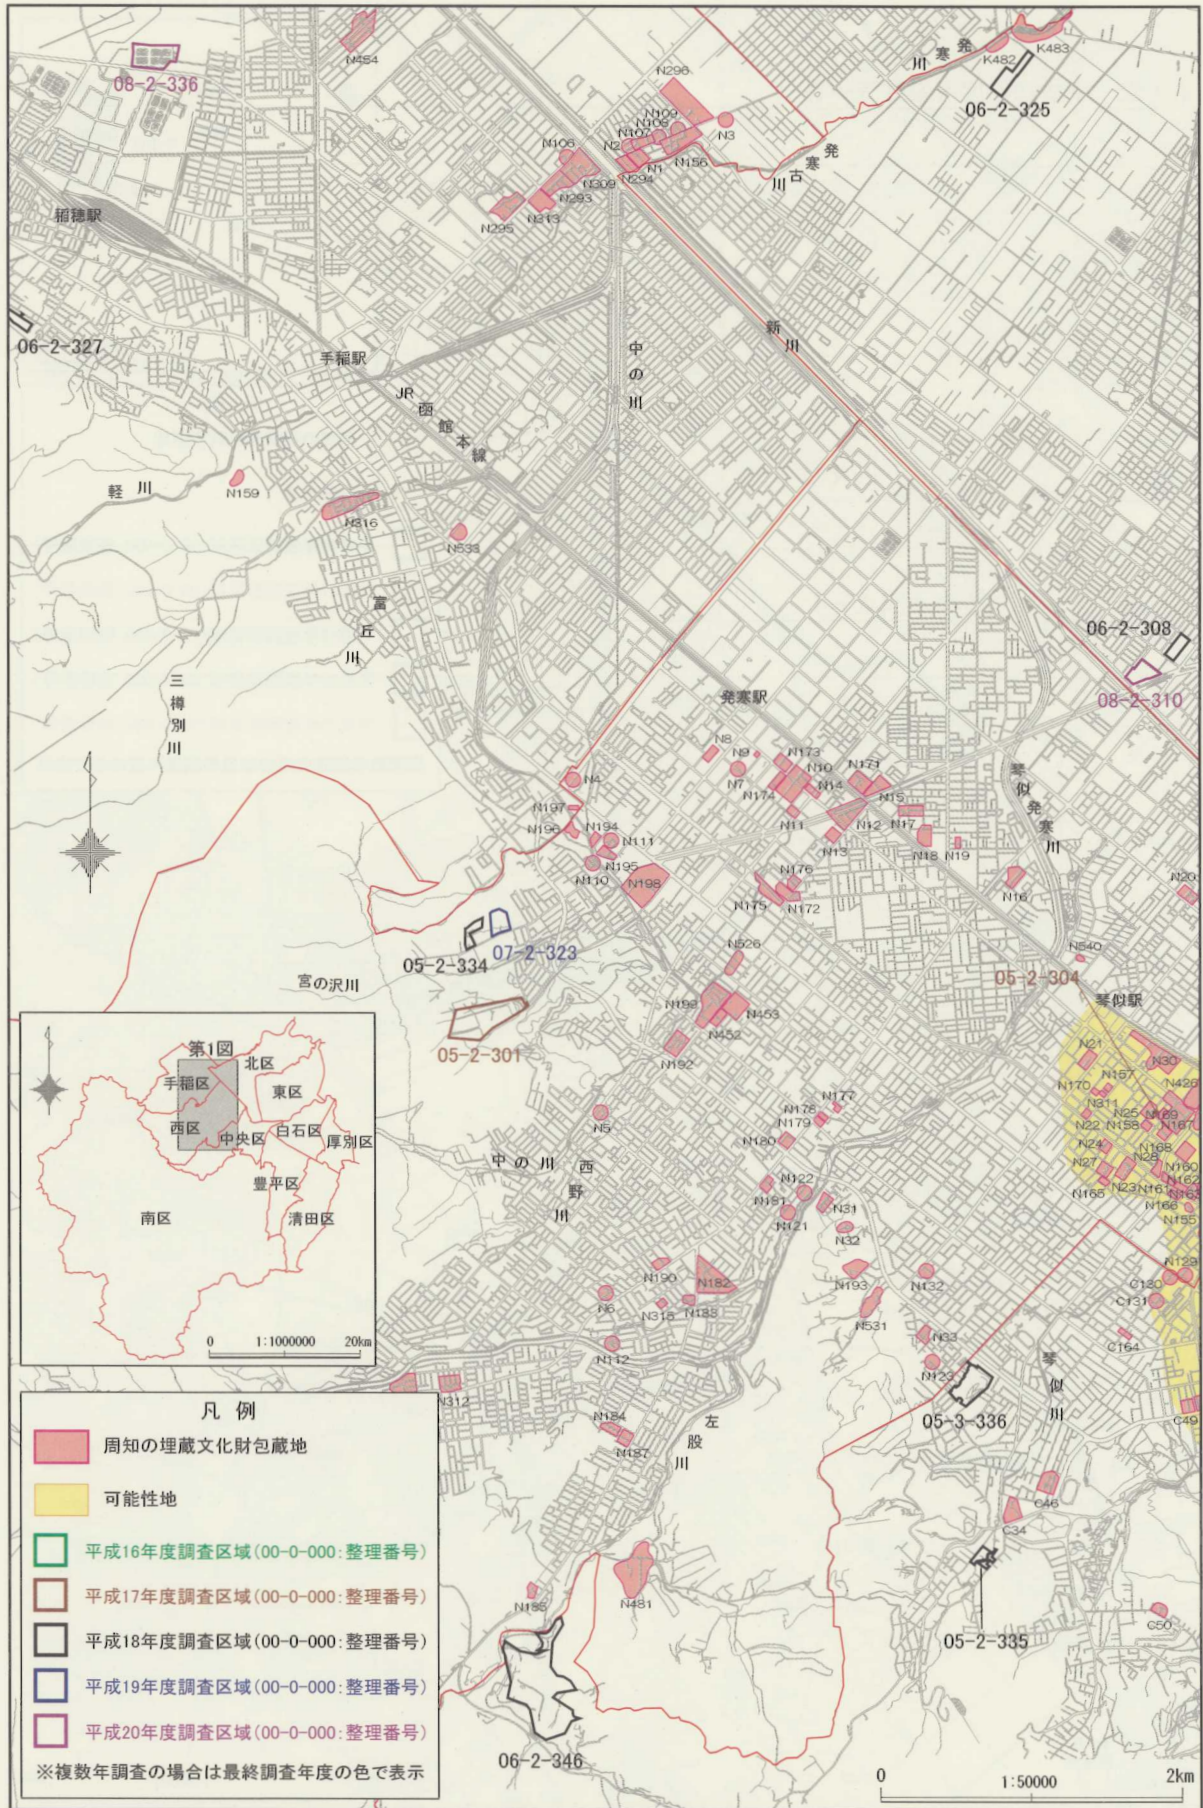 08-2-336
N454
発寒川
K482
K483
06-2-325
N296
N109
N108
N107
N2
N3
N106
N1
N156
N294
N309
N293
N313
N295
発寒古川
稲穂駅
06-2-327
手稲駅
JR函館本線
中の川
新川
軽川
N159
N316
N533
富丘川
三樽別川
06-2-308
08-2-310
発寒駅
N8
N9
N7
N173
N10
N174
N14
N11
N171
N15
N12
N13
N17
N18
N19
N16
N20
琴似発寒川
N4
N197
N196
N194
N111
N195
N110
N198
N176
N175
N172
N540
05-2-304
琴似駅
05-2-334
07-2-323
宮の沢川
05-2-301
N526
N192
N453
N452
N192
N5
中の川
西野川
N177
N178
N179
N180
N181
N122
N121
N31
N32
N193
N531
N132
N33
N123
N21
N30
N157
N170
N426
N311
N25
N169
N22
N158
N167
N24
N168
N27
N28
N160
N23
N161
N162
N165
N166
N163
N155
N129
C130
C131
C164
C49
琴似川
05-3-336
C46
C34
05-2-335
C50
N190
N182
N6
N315
N183
N112
N312
N184
N187
左股川
N185
N481
06-2-346
第1図
手稲区
北区
東区
西区
中央区
白石区
厚別区
豊平区
清田区
南区
0 1:1000000 20km
凡例
周知の埋蔵文化財包蔵地
可能性地
平成16年度調査区域(00-0-000:整理番号)
平成17年度調査区域(00-0-000:整理番号)
平成18年度調査区域(00-0-000:整理番号)
平成19年度調査区域(00-0-000:整理番号)
平成20年度調査区域(00-0-000:整理番号)
※複数年調査の場合は最終調査年度の色で表示
0 1:50000 2km